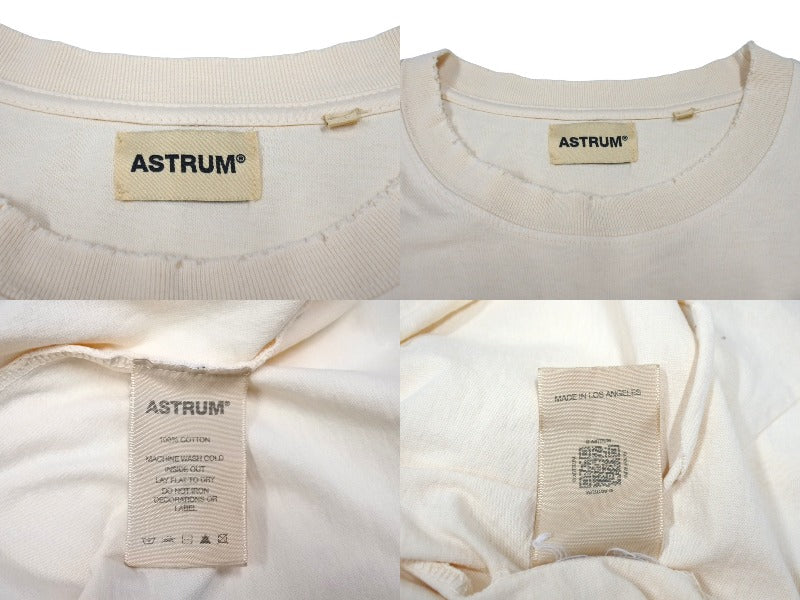 ASTRUM®
ASTRUM®
ASTRUM®
100% COTTON
MACHINE WASH COLD
INSIDE OUT
LAY FLAT TO DRY
DO NOT IRON
DECORATIONS OR
LABEL
MADE IN LOS ANGELES
© ASTRUM